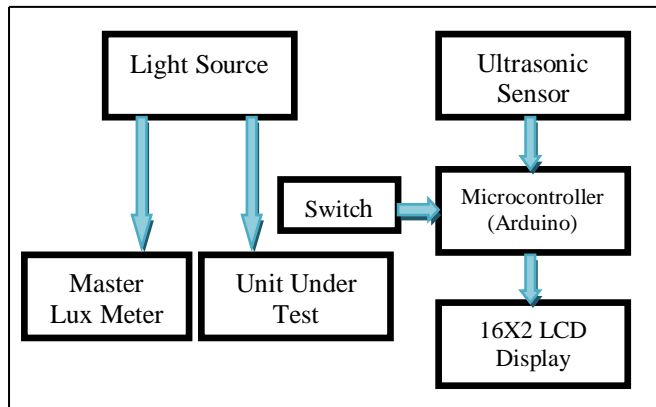 Light Source
Ultrasonic
Sensor
Switch
Microcontroller
(Arduino)
Master
Lux Meter
Unit Under
Test
16X2 LCD
Display